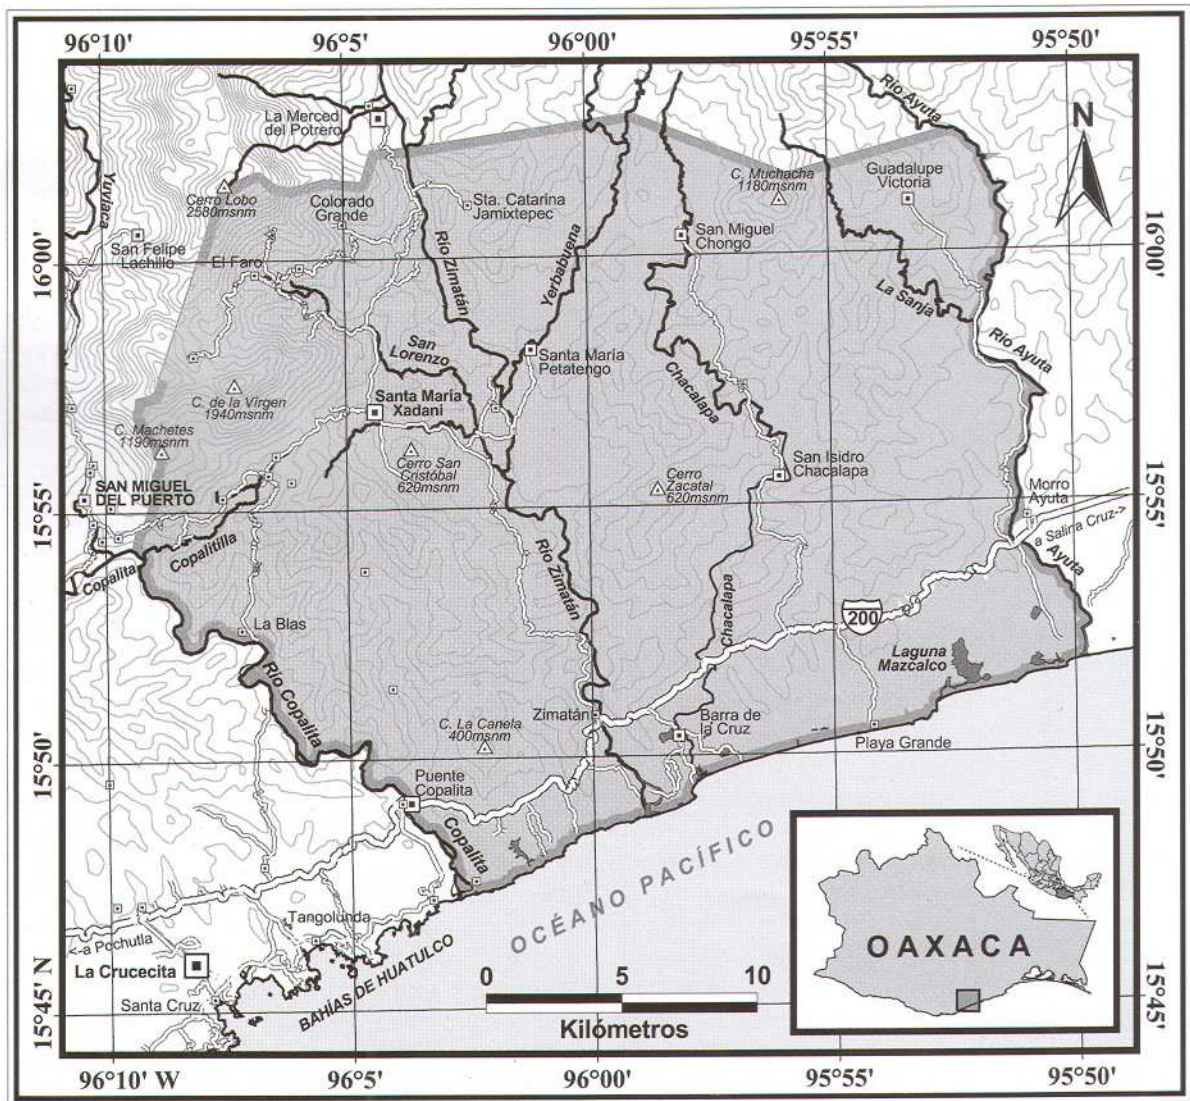 96°10'
96°5'
96°00'
95°55'
95°50'
Río Ayuta
La Merced
del Potrero
N
Yuviaca
C. Muchacha
1180msnm
Guadalupe
Victoria
Cerro Lobo
2580msnm
Colorado
Grande
Sta. Catarina
Jamixtepec
San Miguel
Chongo
16°00'
16°00'
San Felipe
Lachillo
El Faro
Río Zimatán
Yerbabuena
La Sanja
Río Ayuta
San
Lorenzo
Santa María
Petatengo
Chacalapa
C. de la Virgen
1940msnm
Santa María
Xadani
C. Machetes
1190msnm
Cerro San
Cristóbal
620msnm
San Isidro
Chacalapa
Cerro
Zacatal
620msnm
SAN MIGUEL
DEL PUERTO
Morro
Ayuta
15°55'
15°55'
a Salina Cruz->
Copalita
Copalitilla
Río Zimatán
Ayuta
Chacalapa
200
La Blas
Laguna
Mazcalco
Río Copalita
C. La Canela
400msnm
Zimatán
Barra de
la Cruz
Playa Grande
15°50'
15°50'
Puente
Copalita
Copalita
OCÉANO PACÍFICO
Tangolunda
<-a Pochutla
La Crucecita
Santa Cruz
BAHÍAS DE HUATULCO
0
5
10
Kilómetros
OAXACA
15°45' N
15°45'
96°10' W
96°5'
96°00'
95°55'
95°50'